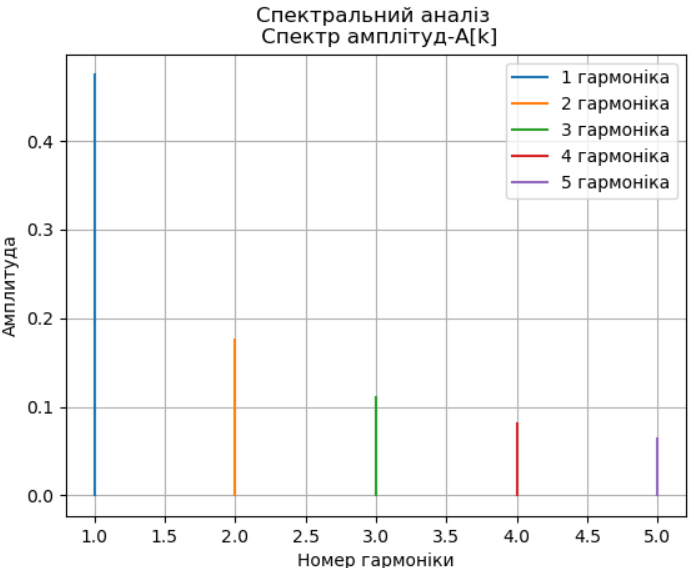 Спектральний аналіз
Спектр амплітуд-A[k]
1 гармоніка
2 гармоніка
3 гармоніка
4 гармоніка
5 гармоніка
Амплитуда
0.4
0.3
0.2
0.1
0.0
1.0 1.5 2.0 2.5 3.0 3.5 4.0 4.5 5.0
Номер гармоніки